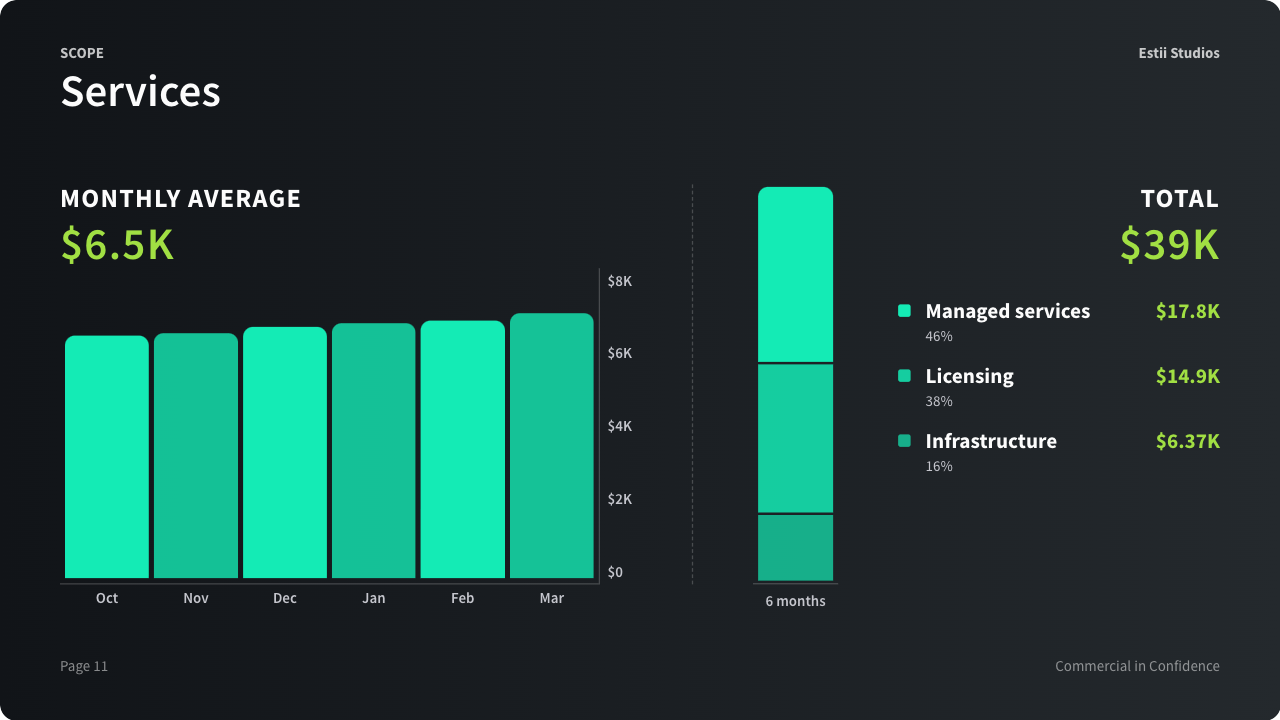 SCOPE
Estii Studios
Services
MONTHLY AVERAGE
$6.5K
$8K
$6K
$4K
$2K
$0
Oct Nov Dec Jan Feb Mar
6 months
TOTAL
$39K
Managed services $17.8K
46%
Licensing $14.9K
38%
Infrastructure $6.37K
16%
Page 11
Commercial in Confidence